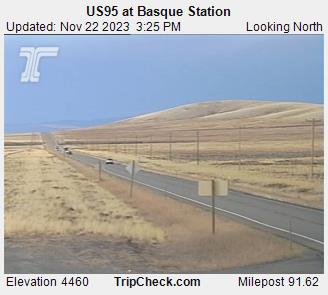 US95 at Basque Station
Updated: Nov 22 2023 3:25 PM Looking North
Elevation 4460 TripCheck.com Milepost 91.62